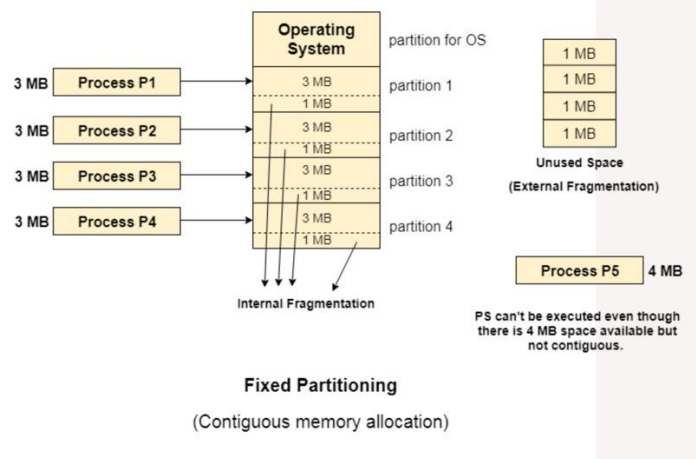 Operating
System
partition for OS
3 MB Process P1
3 MB
1 MB
partition 1
3 MB Process P2
3 MB
1 MB
partition 2
3 MB Process P3
3 MB
1 MB
partition 3
3 MB Process P4
3 MB
1 MB
partition 4
Internal Fragmentation
1 MB
1 MB
1 MB
1 MB
Unused Space
(External Fragmentation)
Process P5 4 MB
PS can't be executed even though
there is 4 MB space available but
not contiguous.
Fixed Partitioning
(Contiguous memory allocation)